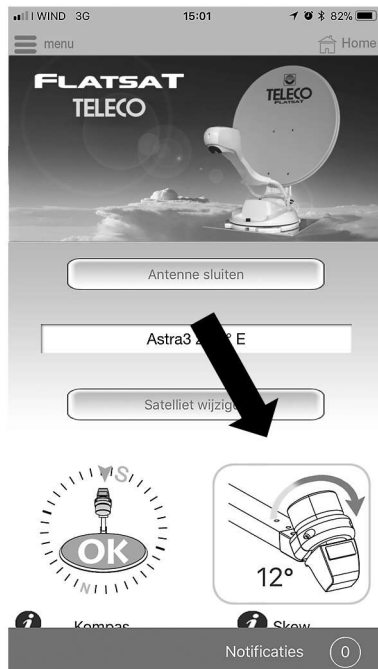 I WIND 3G 15:01 82%
menu Home
FLATSAT
TELECO
TELECO
FLATSAT
Antenne sluiten
Astra3 E
Satelliet
S
OK
N
12°
i Kompas
i Skew
Notificaties 0